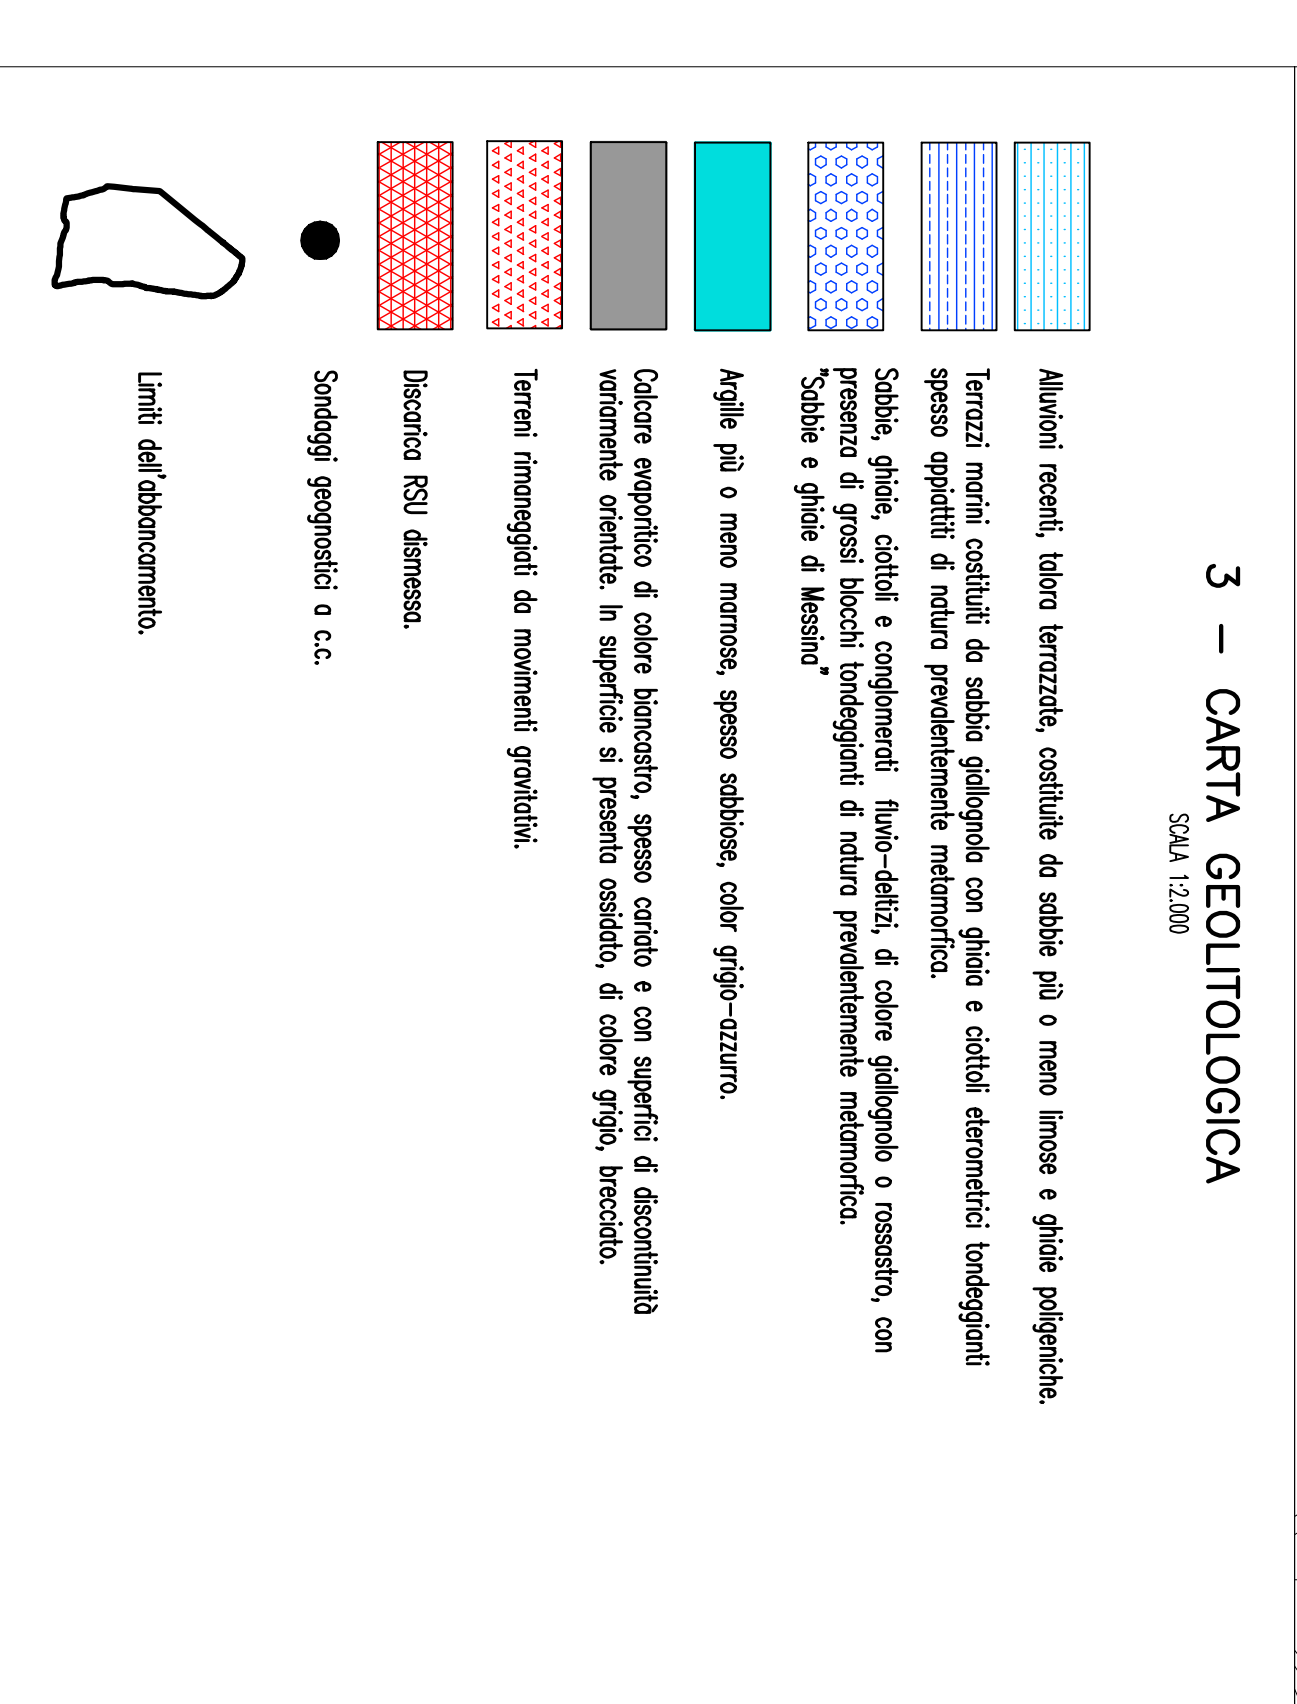 3 - CARTA GEOLITOLOGICA
SCALA 1:2.000
Alluvioni recenti, talora terrazzate, costituite da sabbie più o meno limose e ghiaie poligeniche.
Terrazzi marini costituiti da sabbia giallognola con ghiaia e ciottoli eterometrici tondeggianti
spesso appiattiti di natura prevalentemente metamorfica.
Sabbie, ghiaie, ciottoli e conglomerati fluvio-deltizi, di colore giallognolo o rossastro, con
presenza di grossi blocchi tondeggianti di natura prevalentemente metamorfica.
"Sabbie e ghiaie di Messina"
Argille più o meno marnose, spesso sabbiose, color grigio-azzurro.
Calcare evaporitico di colore biancastro, spesso cariato e con superfici di discontinuità
variamente orientate. In superficie si presenta ossidato, di colore grigio, brecciato.
Terreni rimaneggiati da movimenti gravitativi.
Discarica RSU dismessa.
Sondaggi geognostici a c.c.
Limiti dell'abbancamento.